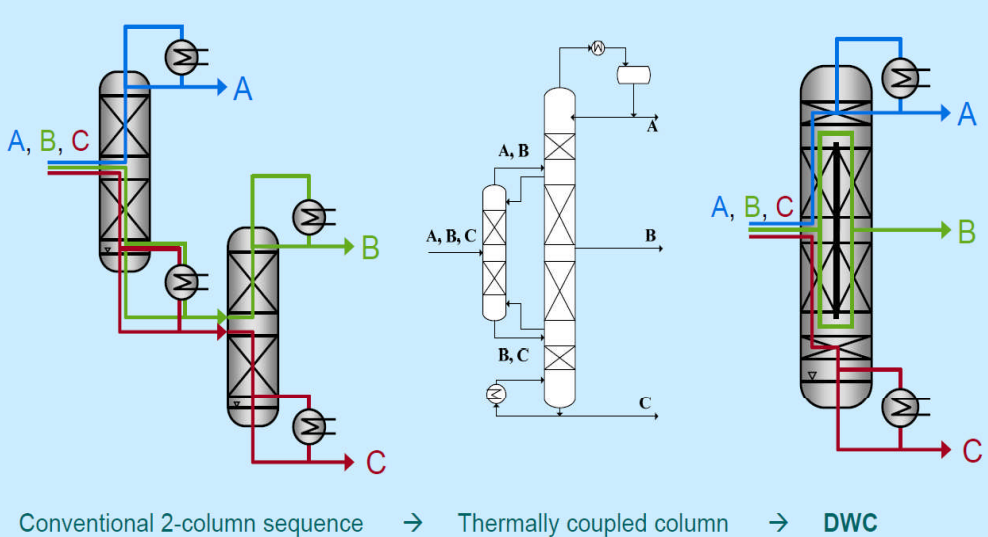 A
A, B, C
B
C
A
A, B
A, B, C
B
B, C
C
A
A, B, C
B
C
Conventional 2-column sequence → Thermally coupled column → DWC